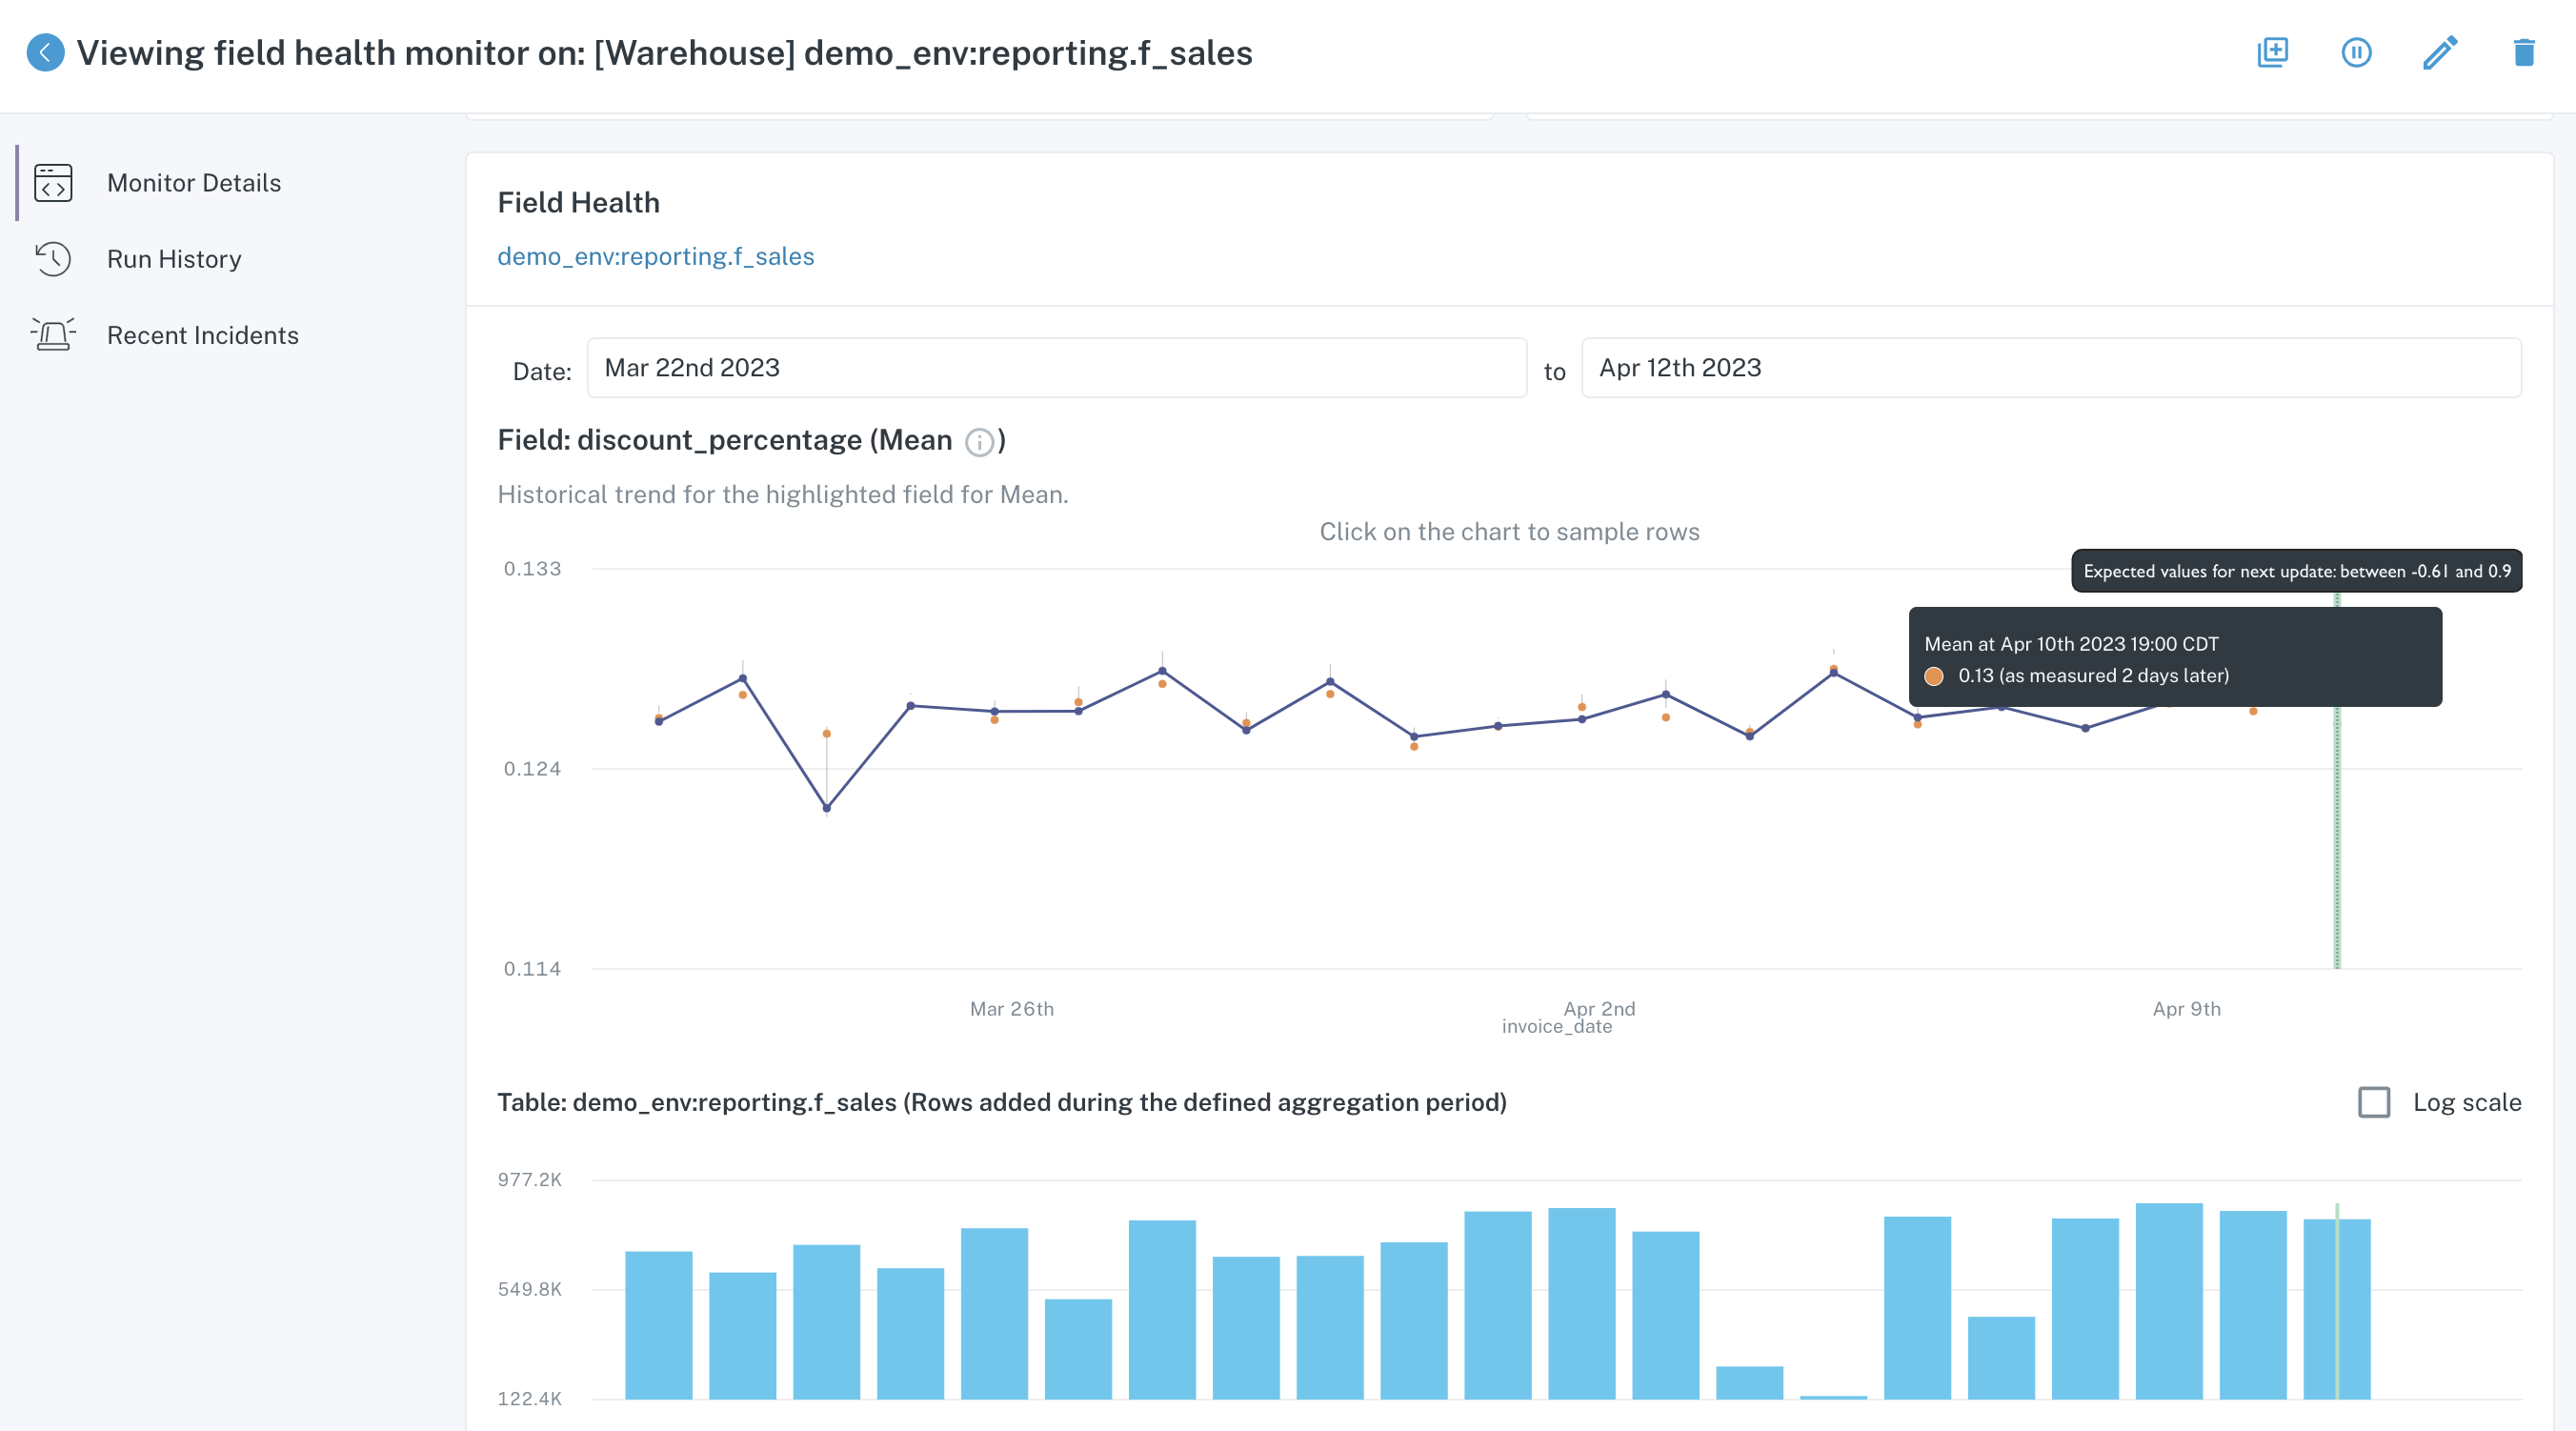 Viewing field health monitor on: [Warehouse] demo_env:reporting.f_sales
Monitor Details
Run History
Recent Incidents
Field Health
demo_env:reporting.f_sales
Date: Mar 22nd 2023 to Apr 12th 2023
Field: discount_percentage (Mean i)
Historical trend for the highlighted field for Mean.
Click on the chart to sample rows
0.133
Expected values for next update: between -0.61 and 0.9
Mean at Apr 10th 2023 19:00 CDT
0.13 (as measured 2 days later)
0.124
0.114
Mar 26th Apr 2nd Apr 9th
invoice_date
Table: demo_env:reporting.f_sales (Rows added during the defined aggregation period)
Log scale
977.2K
549.8K
122.4K